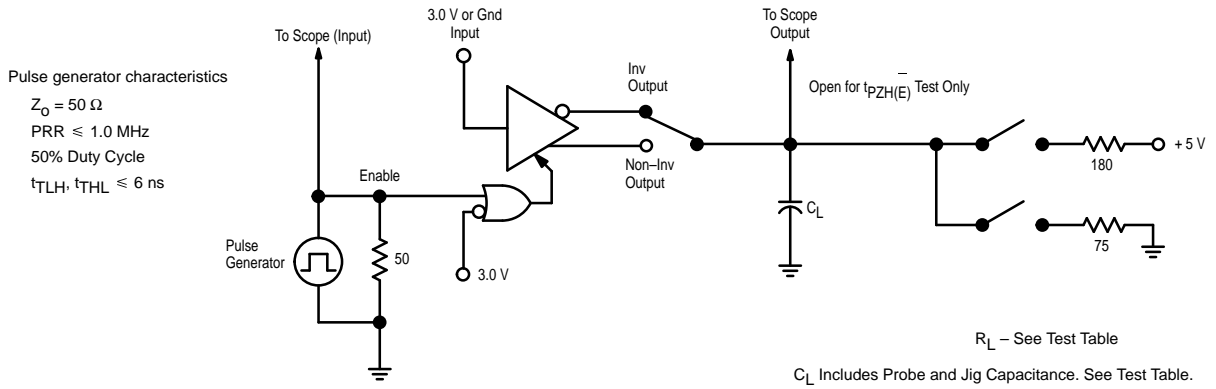 Pulse generator characteristics
Zo = 50 Ω
PRR ≤ 1.0 MHz
50% Duty Cycle
tTLH, tTHL ≤ 6 ns
To Scope (Input)
3.0 V or Gnd
Input
To Scope
Output
Inv
Output
Open for tPZH(E̅) Test Only
Non–Inv
Output
Enable
Pulse
Generator
50
3.0 V
CL
180
+ 5 V
75
RL – See Test Table
CL Includes Probe and Jig Capacitance. See Test Table.